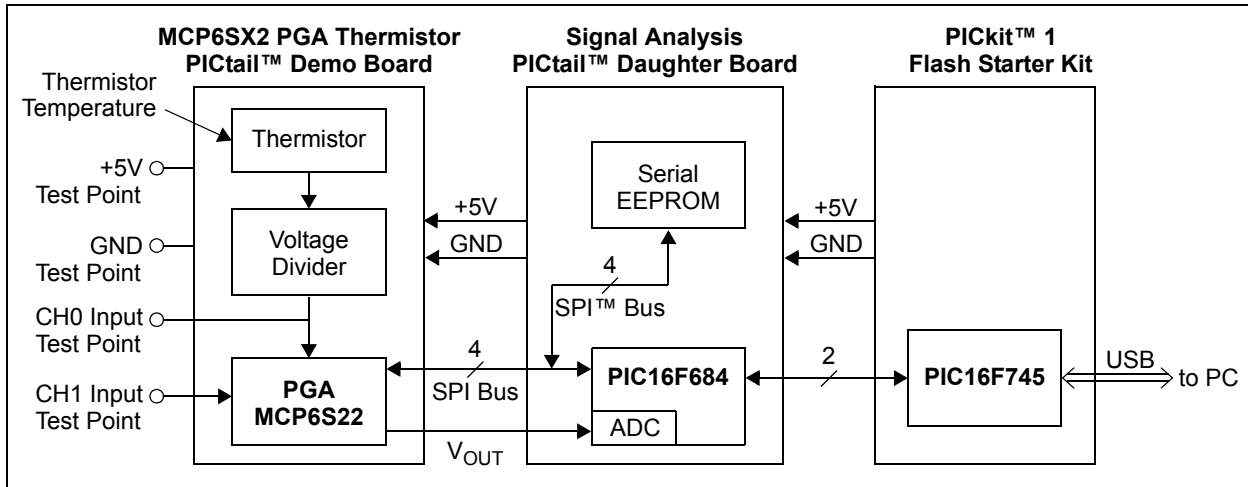 MCP6SX2 PGA Thermistor
PICtail™ Demo Board
Signal Analysis
PICtail™ Daughter Board
PICkit™ 1
Flash Starter Kit
Thermistor
Temperature
Thermistor
+5V
Test Point
Voltage
Divider
GND
Test Point
CH0 Input
Test Point
CH1 Input
Test Point
PGA
MCP6S22
+5V
GND
4
SPI Bus
VOUT
Serial
EEPROM
4
SPI™ Bus
PIC16F684
ADC
+5V
GND
2
PIC16F745
USB
to PC